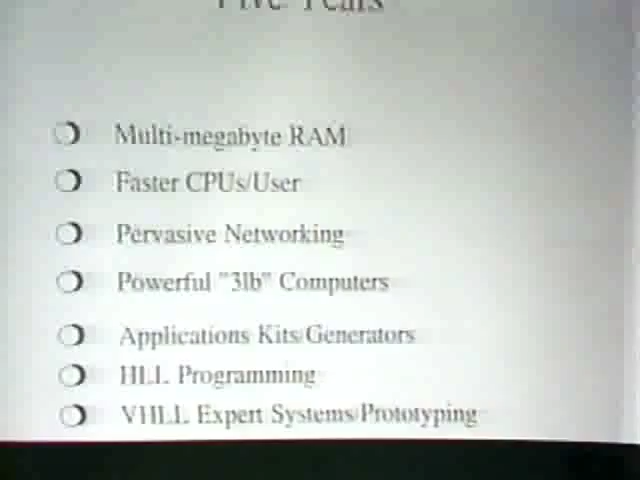 Five Years
Multi-megabyte RAM
Faster CPUs/User
Pervasive Networking
Powerful "3lb" Computers
Applications Kits/Generators
HLL Programming
VHLL Expert Systems/Prototyping